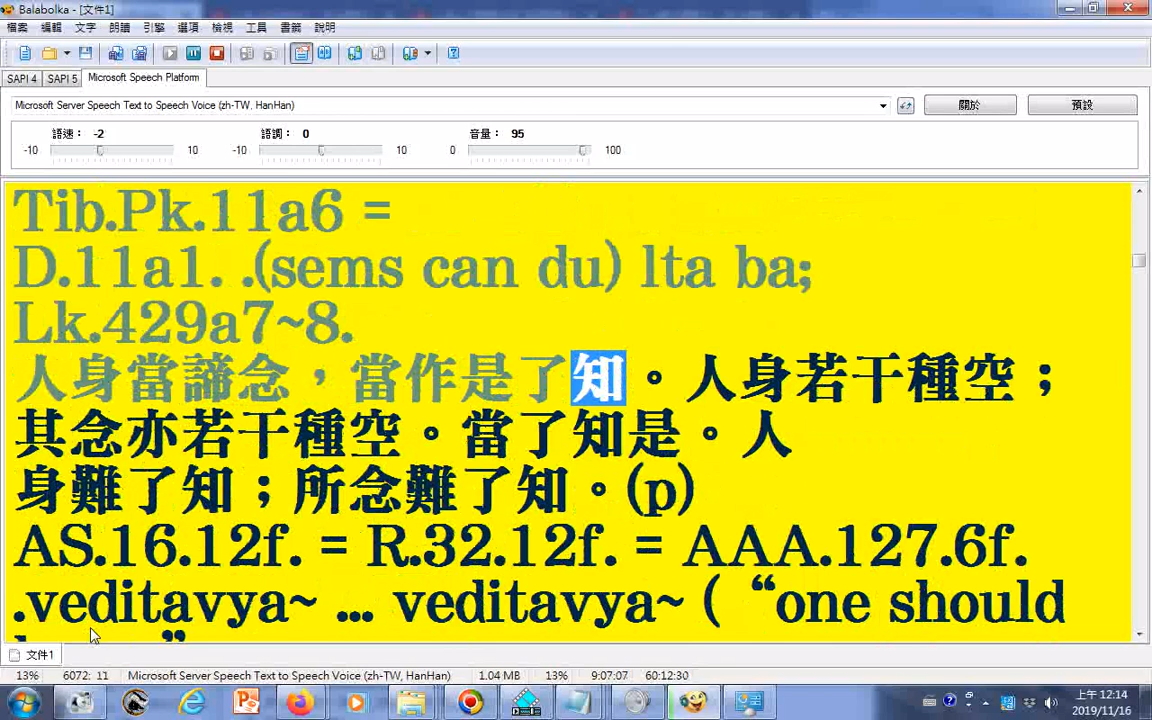 Balabolka - [文件1]
檔案 編輯 文字 朗讀 引擎 選項 檢視 工具 書籤 說明
SAPI 4 SAPI 5 Microsoft Speech Platform
Microsoft Server Speech Text to Speech Voice (zh-TW, HanHan) 關於 預設
語速： -2 語調： 0 音量： 95
-10 10 -10 10 0 100
Tib.Pk.11a6 =
D.11a1. .(sems can du) lta ba;
Lk.429a7~8.
人身當諦念，當作是了知。人身若干種空；
其念亦若干種空。當了知是。人
身難了知；所念難了知。(p)
AS.16.12f. = R.32.12f. = AAA.127.6f.
.veditavya~ ... veditavya~ ( “one should
文件1
13% 6072: 11 Microsoft Server Speech Text to Speech Voice (zh-TW, HanHan) 1.04 MB 13% 9:07:07 60:12:30
上午 12:14
2019/11/16